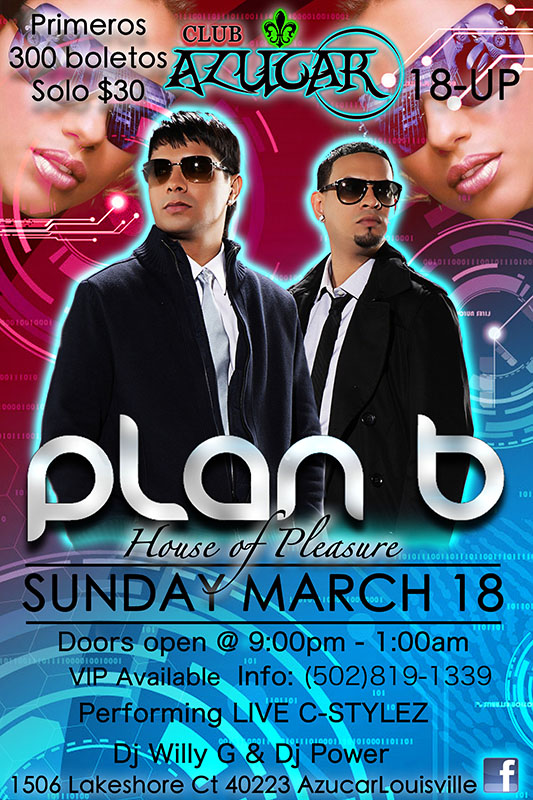 Primeros
300 boletos
Solo $30
CLUB
AZUCAR
18-UP
plan b
House of Pleasure
SUNDAY MARCH 18
Doors open @ 9:00pm - 1:00am
VIP Available Info: (502)819-1339
Performing LIVE C-STYLEZ
Dj Willy G & Dj Power
1506 Lakeshore Ct 40223 AzucarLouisville f